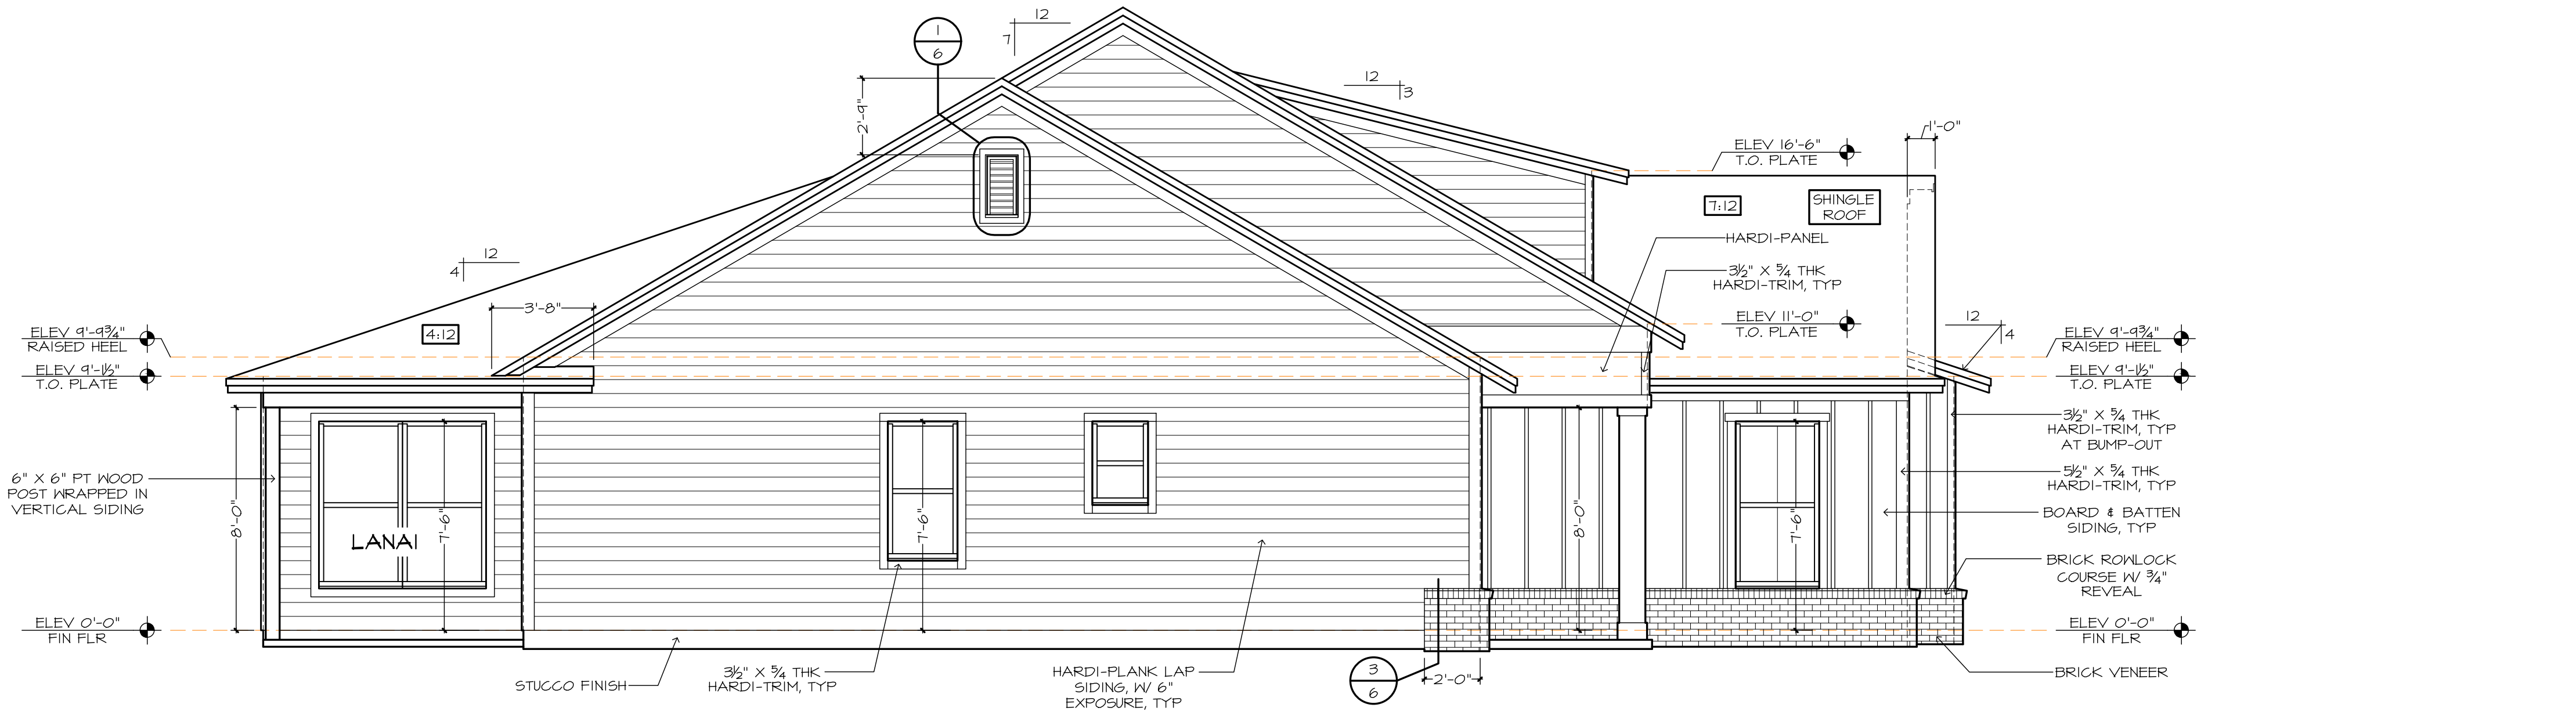 1
6
12
7
2'-9"
12
3
ELEV 16'-6"
T.O. PLATE
1'-0"
7:12
SHINGLE
ROOF
HARDI-PANEL
3½" X 5/4 THK
HARDI-TRIM, TYP
12
4
3'-8"
4:12
ELEV 9'-9¾"
RAISED HEEL
ELEV 9'-1½"
T.O. PLATE
ELEV 11'-0"
T.O. PLATE
12
4
ELEV 9'-9¾"
RAISED HEEL
ELEV 9'-1½"
T.O. PLATE
3½" X 5/4 THK
HARDI-TRIM, TYP
AT BUMP-OUT
5½" X 5/4 THK
HARDI-TRIM, TYP
BOARD & BATTEN
SIDING, TYP
BRICK ROWLOCK
COURSE W/ ¾"
REVEAL
6" X 6" PT WOOD
POST WRAPPED IN
VERTICAL SIDING
8'-0"
LANAI
7'-6"
7'-6"
8'-0"
7'-6"
ELEV 0'-0"
FIN FLR
ELEV 0'-0"
FIN FLR
STUCCO FINISH
3½" X 5/4 THK
HARDI-TRIM, TYP
HARDI-PLANK LAP
SIDING, W/ 6"
EXPOSURE, TYP
3
6
2'-0"
BRICK VENEER